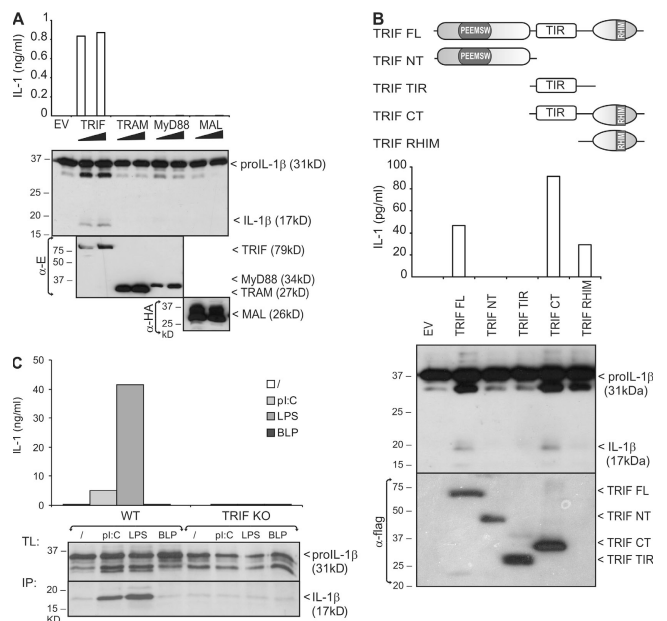 A
IL-1 (ng/ml)
1
0.8
0.6
0.4
0.2
0
EV TRIF TRAM MyD88 MAL
37
25
20
15
< proIL-1β (31kD)
< IL-1β (17kD)
α-E
75
50
37
< TRIF (79kD)
< MyD88 (34kD)
< TRAM (27kD)
α-HA
37
25
kD
< MAL (26kD)
B
TRIF FL PEEMSW TIR RHIM
TRIF NT PEEMSW
TRIF TIR TIR
TRIF CT TIR RHIM
TRIF RHIM RHIM
IL-1 (pg/ml)
100
80
60
40
20
0
EV TRIF FL TRIF NT TRIF TIR TRIF CT TRIF RHIM
37
25
20
15
< proIL-1β
(31kDa)
< IL-1β
(17kDa)
α-flag
75
50
37
25
20
< TRIF FL
< TRIF NT
< TRIF CT
< TRIF TIR
C
IL-1 (ng/ml)
50
40
30
20
10
0
/
pI:C
LPS
BLP
WT TRIF KO
/ pI:C LPS BLP / pI:C LPS BLP
TL:
37
< proIL-1β
(31kD)
IP:
20
15
KD
< IL-1β
(17KD)